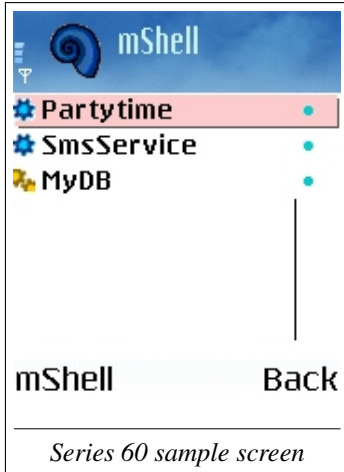 mShell
Partytime
SmsService
MyDB
mShell Back
Series 60 sample screen